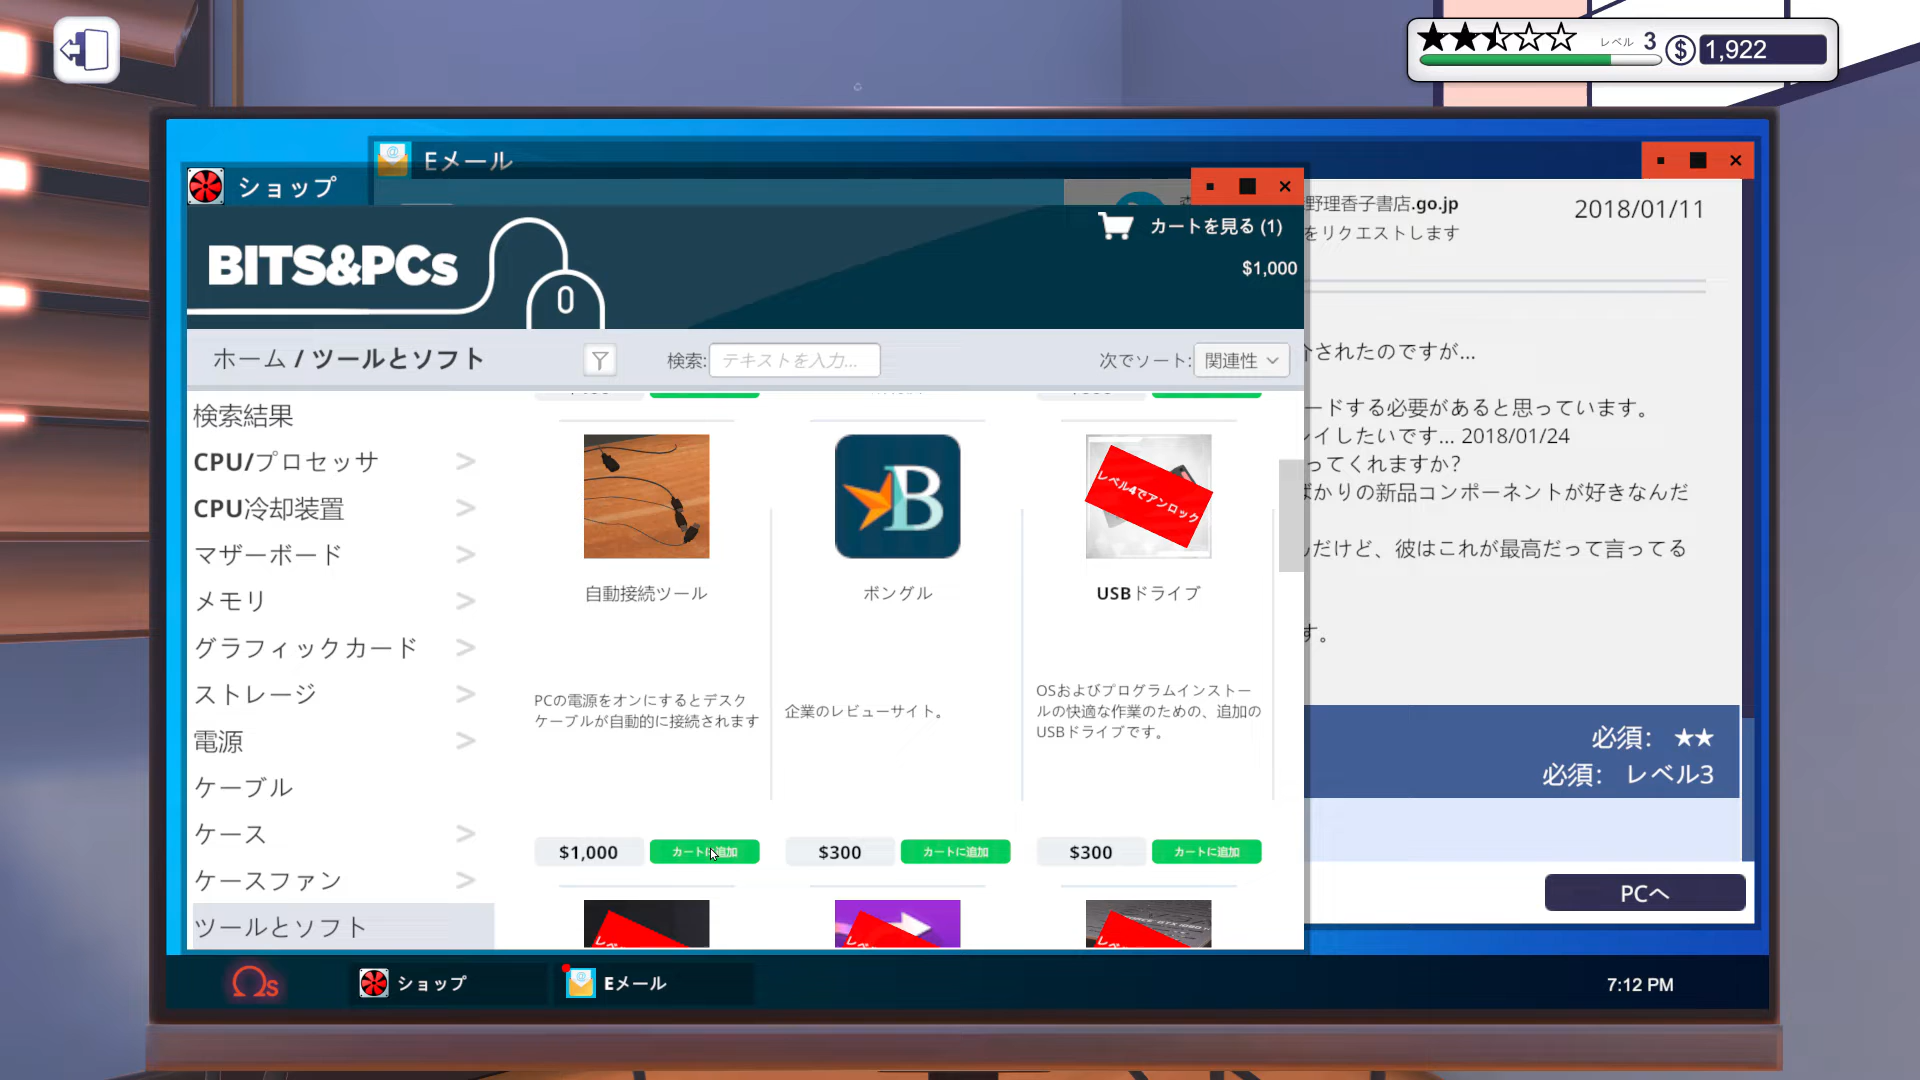 レベル 3
1,922
Eメール
ショップ
野理香子書店.go.jp
2018/01/11
をリクエストします
カートを見る (1)
$1,000
BITS&PCs
ホーム / ツールとソフト
検索:
テキストを入力...
次でソート:
関連性
介されたのですが...
ードする必要があると思っています。
レイしたいです... 2018/01/24
ってくれますか?
ばかりの新品コンポーネントが好きなんだ
んだけど、彼はこれが最高だって言ってる
す。
検索結果
CPU/プロセッサ
CPU冷却装置
マザーボード
メモリ
グラフィックカード
ストレージ
電源
ケーブル
ケース
ケースファン
ツールとソフト
レベル4でアンロック
自動接続ツール
ボングル
USBドライブ
PCの電源をオンにするとデスク
ケーブルが自動的に接続されます
企業のレビューサイト。
OSおよびプログラムインストー
ルの快適な作業のための、追加の
USBドライブです。
$1,000
カートに追加
$300
カートに追加
$300
カートに追加
必須: ★★
必須: レベル3
PCへ
ショップ
Eメール
7:12 PM